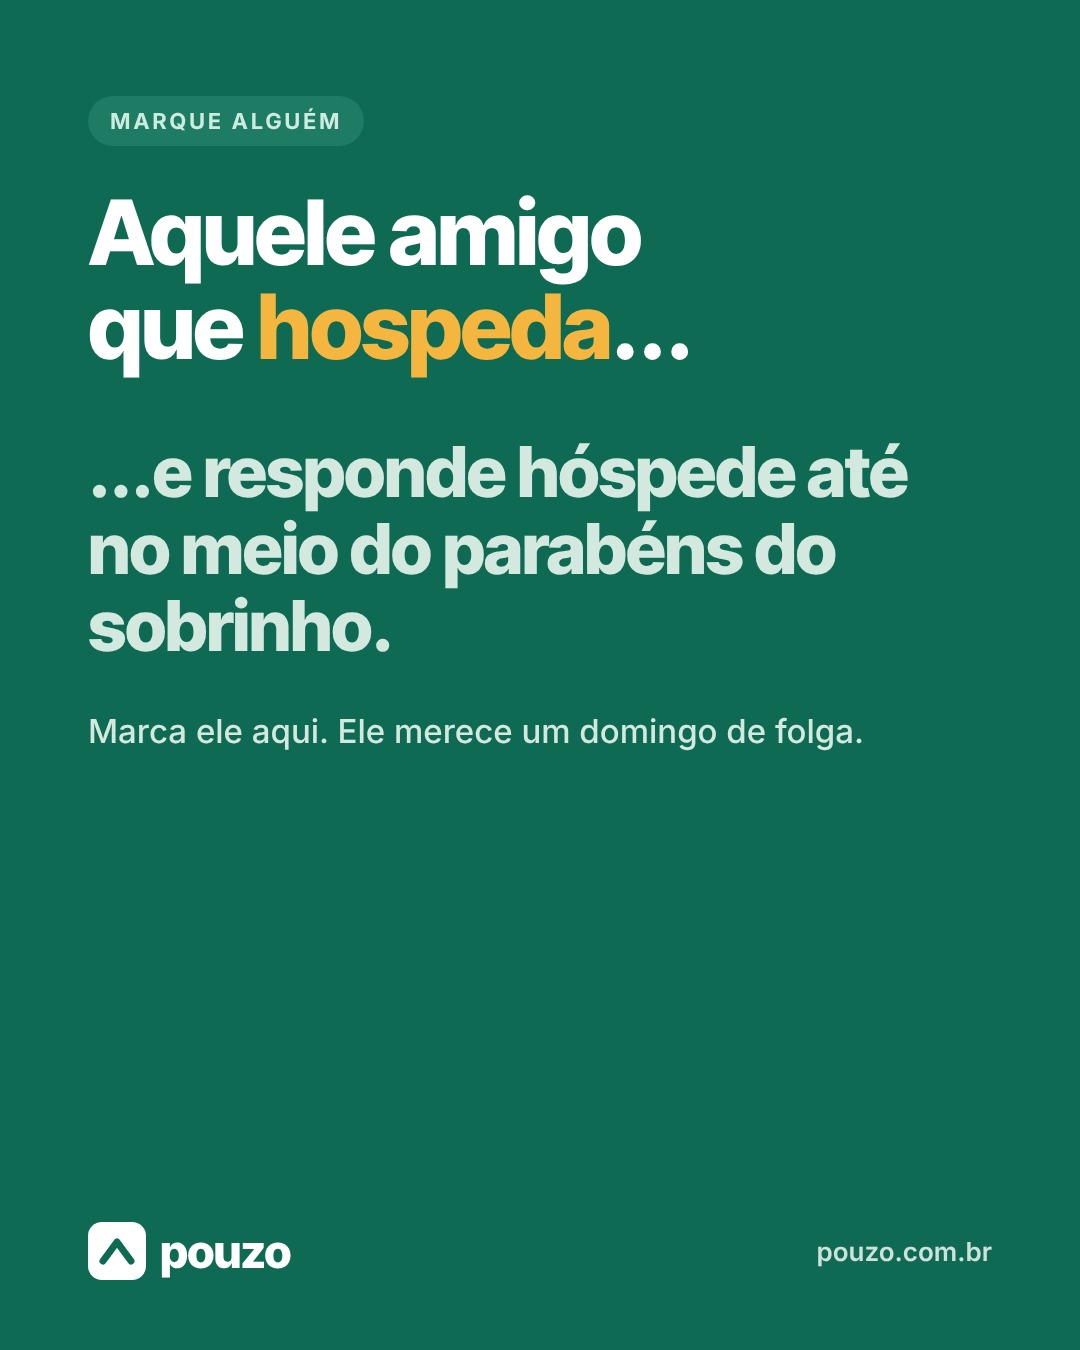 MARQUE ALGUÉM
Aquele amigo
que hospeda...
...e responde hóspede até
no meio do parabéns do
sobrinho.
Marca ele aqui. Ele merece um domingo de folga.
pouzo
pouzo.com.br